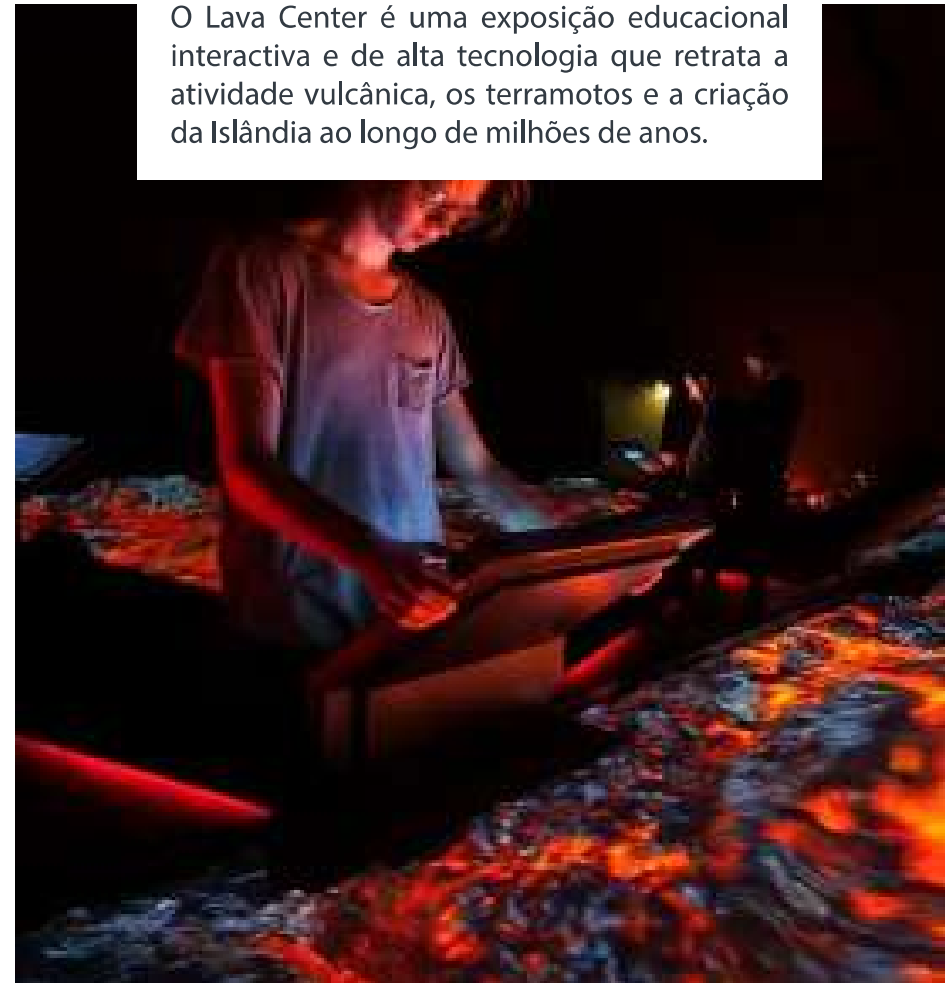 O Lava Center é uma exposição educacional
interactiva e de alta tecnologia que retrata a
atividade vulcânica, os terramotos e a criação
da Islândia ao longo de milhões de anos.